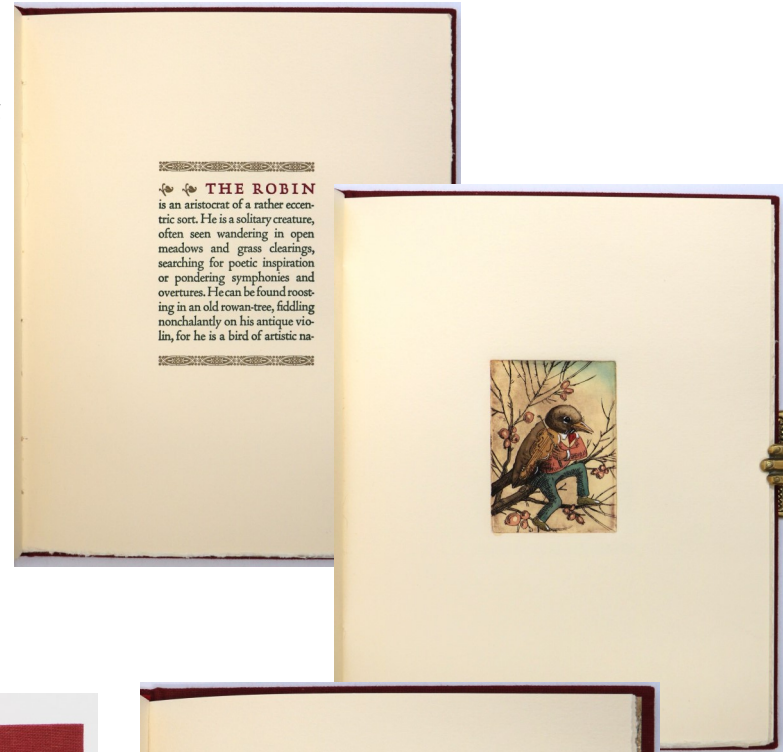 THE ROBIN
is an aristocrat of a rather eccen-
tric sort. He is a solitary creature,
often seen wandering in open
meadows and grass clearings,
searching for poetic inspiration
or pondering symphonies and
overtures. He can be found roost-
ing in an old rowan-tree, fiddling
nonchalantly on his antique vio-
lin, for he is a bird of artistic na-